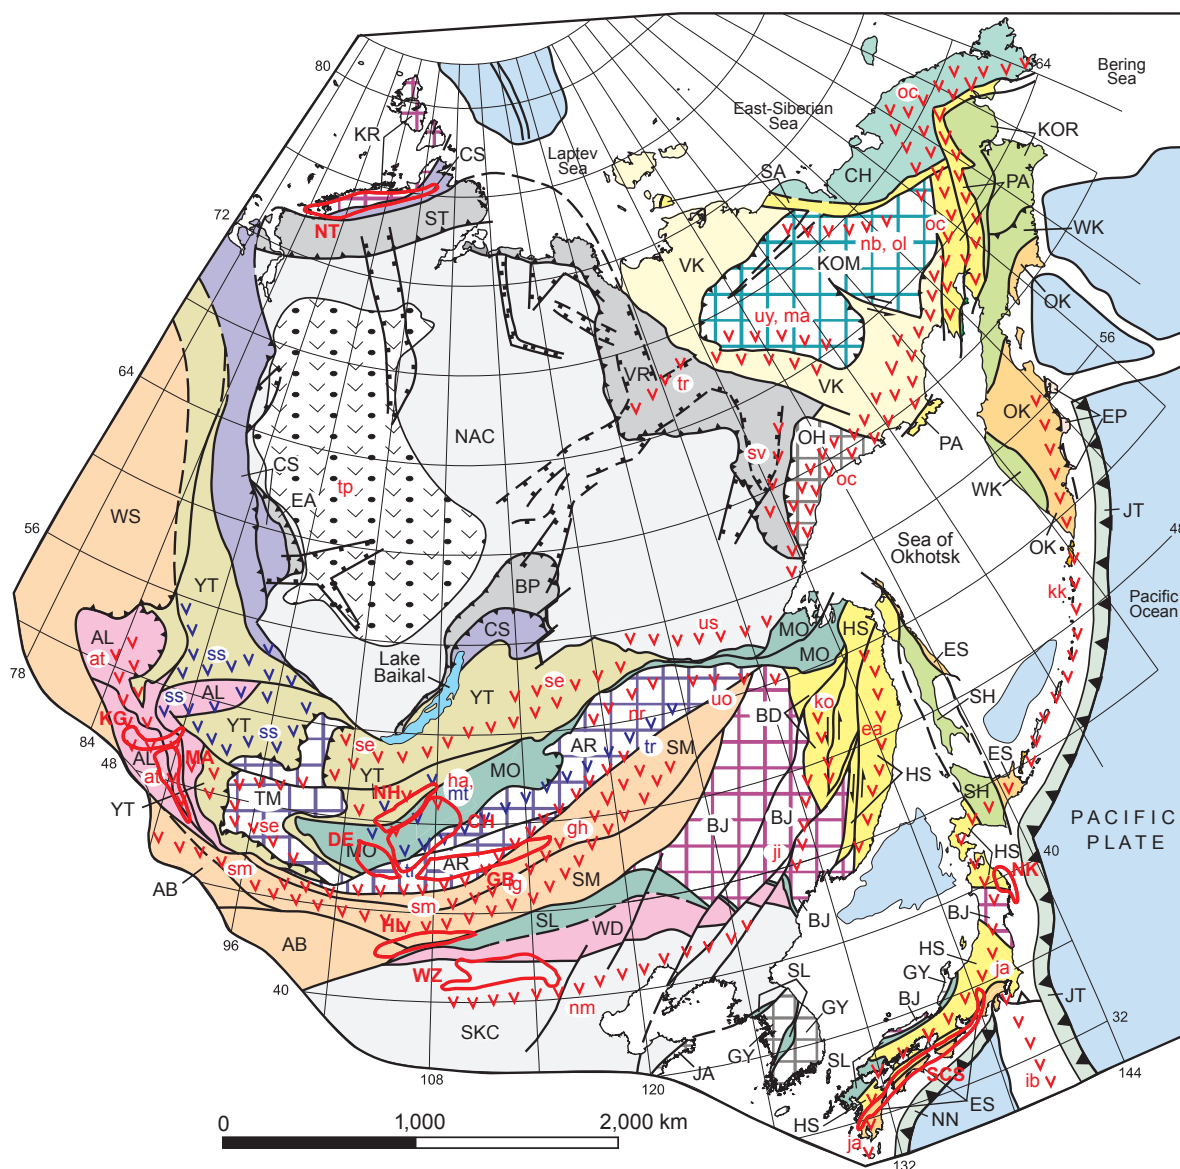 80
KR
CS
Laptev
Sea
East-Siberian
Sea
Bering
Sea
oc
64
KOR
SA
CH
PA
72
NT
ST
WK
VK
nb, ol
oc
KOM
OK
uy, ma
56
64
VR
tr
VK
NAC
OK
EP
CS
EA
tp
OH
oc
PA
sv
WS
WK
JT
56
Sea of
Okhotsk
OK
48
YT
BP
kk
Pacific
Ocean
CS
us
MO
HS
AL
at
ss
MO
ES
78
Lake
Baikal
YT
se
SH
ss
AL
nr
uo
BD
ko
KG
YT
ss
AR
tr
SM
ea
84
AL
MA
se
ES
48
at
YT
MO
HS
SH
YT
TM
NH
ha,
mt
PACIFIC
PLATE
CH
gh
BJ
BJ
se
DE
MO
AR
ji
HS
40
AB
sm
tr
GB
lg
SM
NK
sm
BJ
BJ
96
AB
HL
SL
WD
HS
WZ
SL
GY
ja
40
nm
GY
BJ
JT
SKC
32
GY
SL
JA
SCS
144
108
120
ib
ES
0
1,000
2,000 km
HS
NN
ja
132